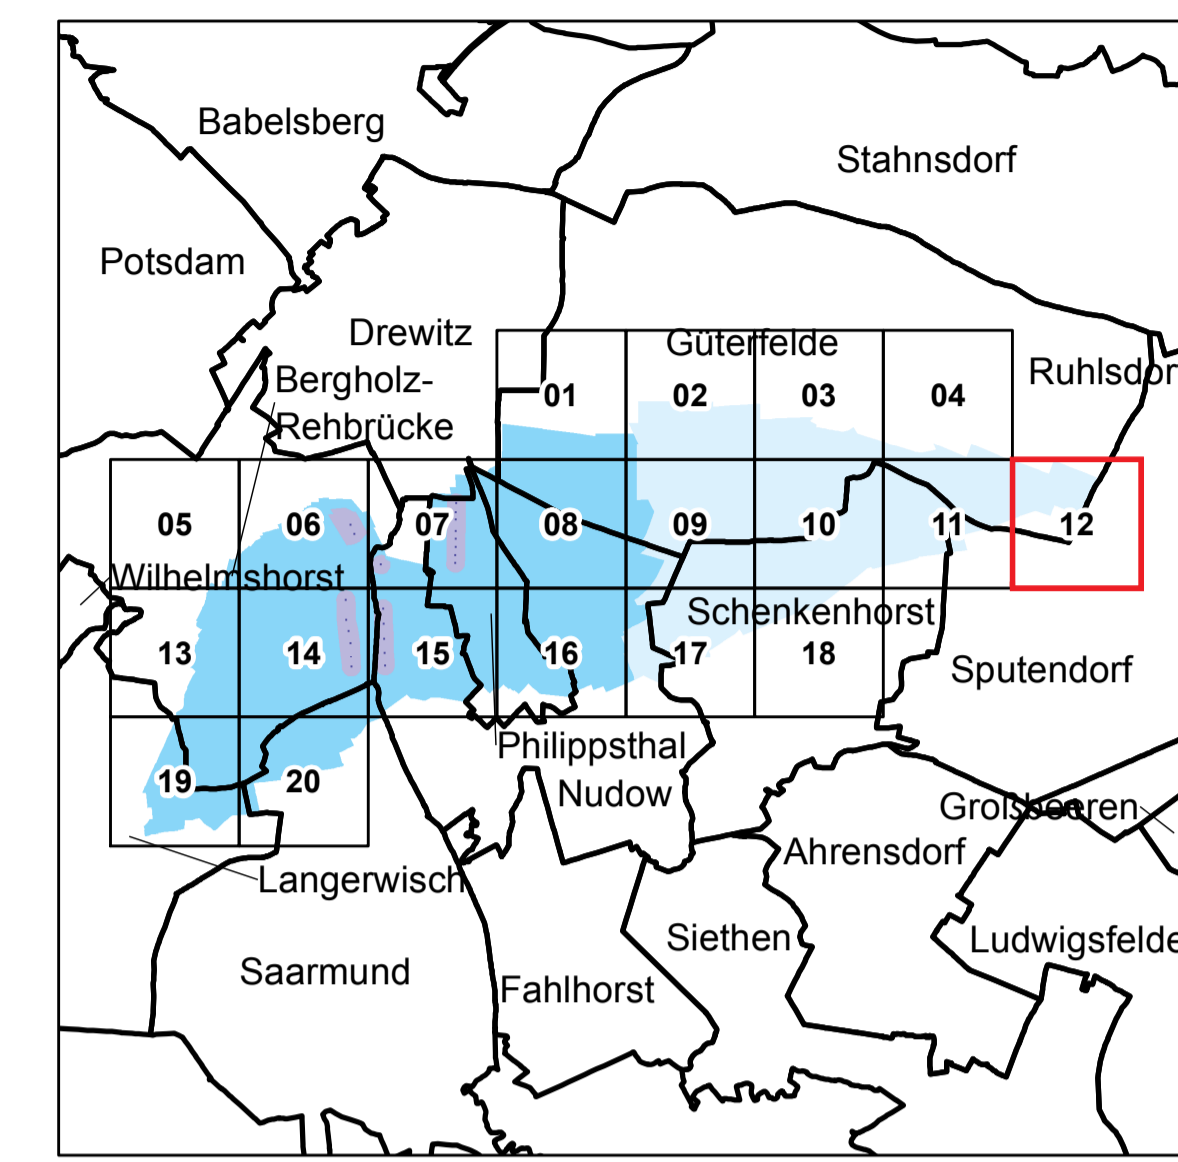 Babelsberg
Stahnsdorf
Potsdam
Drewitz
Güterfelde
Ruhlsdor
Bergholz-
Rehbrücke
01
02
03
04
05
06
07
08
09
10
11
12
Wilhelmshorst
Schenkenhorst
13
14
15
16
17
18
Sputendorf
Philippsthal
19
20
Nudow
Großbeeren
Ahrensdorf
Langerwisch
Siethen
Ludwigsfelde
Saarmund
Fahlhorst